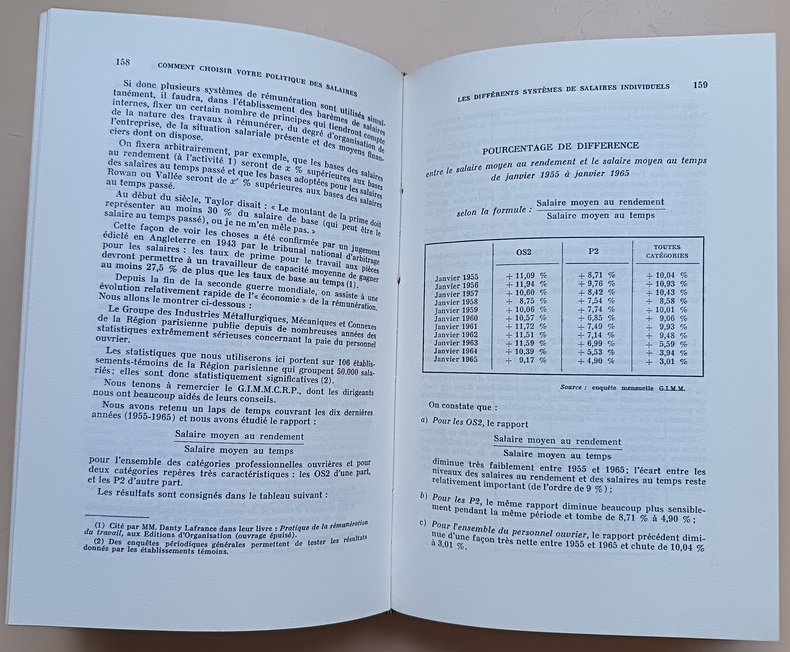 158 COMMENT CHOISIR VOTRE POLITIQUE DES SALAIRES
Si donc plusieurs systèmes de rémunération sont utilisés simul-
tanément, il faudra, dans l'établissement des barèmes de salaires
internes, fixer un certain nombre de principes qui tiendront compte
de la nature des travaux à rémunérer, du degré d'organisation de
l'entreprise, de la situation salariale présente et des moyens finan-
ciers dont on dispose.
On fixera arbitrairement, par exemple, que les bases des salaires
au rendement (à l'activité 1) seront de x % supérieures aux bases
des salaires au temps passé et que les bases adoptées pour les salaires
Rowan ou Vallée seront de x' % supérieures aux bases des salaires
au temps passé.
Au début du siècle, Taylor disait : « Le montant de la prime doit
représenter au moins 30 % du salaire de base (qui peut être le
salaire au temps passé), ou je ne m'en mêle pas. »
Cette façon de voir les choses a été confirmée par un jugement
édicté en Angleterre en 1943 par le tribunal national d'arbitrage
pour les salaires : les taux de prime pour le travail aux pièces
devront permettre à un travailleur de capacité moyenne de gagner
au moins 27,5 % de plus que les taux de base au temps (1).
Depuis la fin de la seconde guerre mondiale, on assiste à une
évolution relativement rapide de l'« économie » de la rémunération.
Nous allons le montrer ci-dessous :
Le Groupe des Industries Métallurgiques, Mécaniques et Connexes
de la Région parisienne publie depuis de nombreuses années des
statistiques extrêmement sérieuses concernant la paie du personnel
ouvrier.
Les statistiques que nous utiliserons ici portent sur 106 établis-
sements-témoins de la Région parisienne qui groupent 50.000 sala-
riés; elles sont donc statistiquement significatives (2).
Nous tenons à remercier le G.I.M.M.C.R.P., dont les dirigeants
nous ont beaucoup aidés de leurs conseils.
Nous avons retenu un laps de temps couvrant les dix dernières
années (1955-1965) et nous avons étudié le rapport :
Salaire moyen au rendement
Salaire moyen au temps
pour l'ensemble des catégories professionnelles ouvrières et pour
deux catégories repères très caractéristiques : les OS2 d'une part,
et les P2 d'autre part.
Les résultats sont consignés dans le tableau suivant :
(1) Cité par MM. Danty Lafrance dans leur livre : Pratique de la rémunération
du travail, aux Editions d'Organisation (ouvrage épuisé).
(2) Des enquêtes périodiques générales permettent de tester les résultats
donnés par les établissements témoins.
LES DIFFÉRENTS SYSTÈMES DE SALAIRES INDIVIDUELS 159
POURCENTAGE DE DIFFERENCE
entre le salaire moyen au rendement et le salaire moyen au temps
de janvier 1955 à janvier 1965
selon la formule : Salaire moyen au rendement
Salaire moyen au temps
OS2 P2 TOUTES CATÉGORIES
Janvier 1955 + 11,09 % + 8,71 % + 10,04 %
Janvier 1956 + 11,94 % + 9,76 % + 10,93 %
Janvier 1957 + 10,60 % + 8,42 % + 10,43 %
Janvier 1958 + 8,75 % + 7,54 % + 8,58 %
Janvier 1959 + 10,06 % + 7,74 % + 10,01 %
Janvier 1960 + 10,57 % + 6,85 % + 9,06 %
Janvier 1961 + 11,72 % + 7,49 % + 9,93 %
Janvier 1962 + 11,51 % + 7,14 % + 9,48 %
Janvier 1963 + 11,59 % + 6,99 % + 5,59 %
Janvier 1964 + 10,39 % + 5,53 % + 3,94 %
Janvier 1965 + 9,17 % + 4,90 % + 3,01 %
Source : enquête mensuelle G.I.M.M.
On constate que :
a) Pour les OS2, le rapport
Salaire moyen au rendement
Salaire moyen au temps
diminue très faiblement entre 1955 et 1965; l'écart entre les
niveaux des salaires au rendement et des salaires au temps reste
relativement important (de l'ordre de 9 %) ;
b) Pour les P2, le même rapport diminue beaucoup plus sensible-
ment pendant la même période et tombe de 8,71 % à 4,90 % ;
c) Pour l'ensemble du personnel ouvrier, le rapport précédent dimi-
nue d'une façon très nette entre 1955 et 1965 et chute de 10,04 %
à 3,01 %.